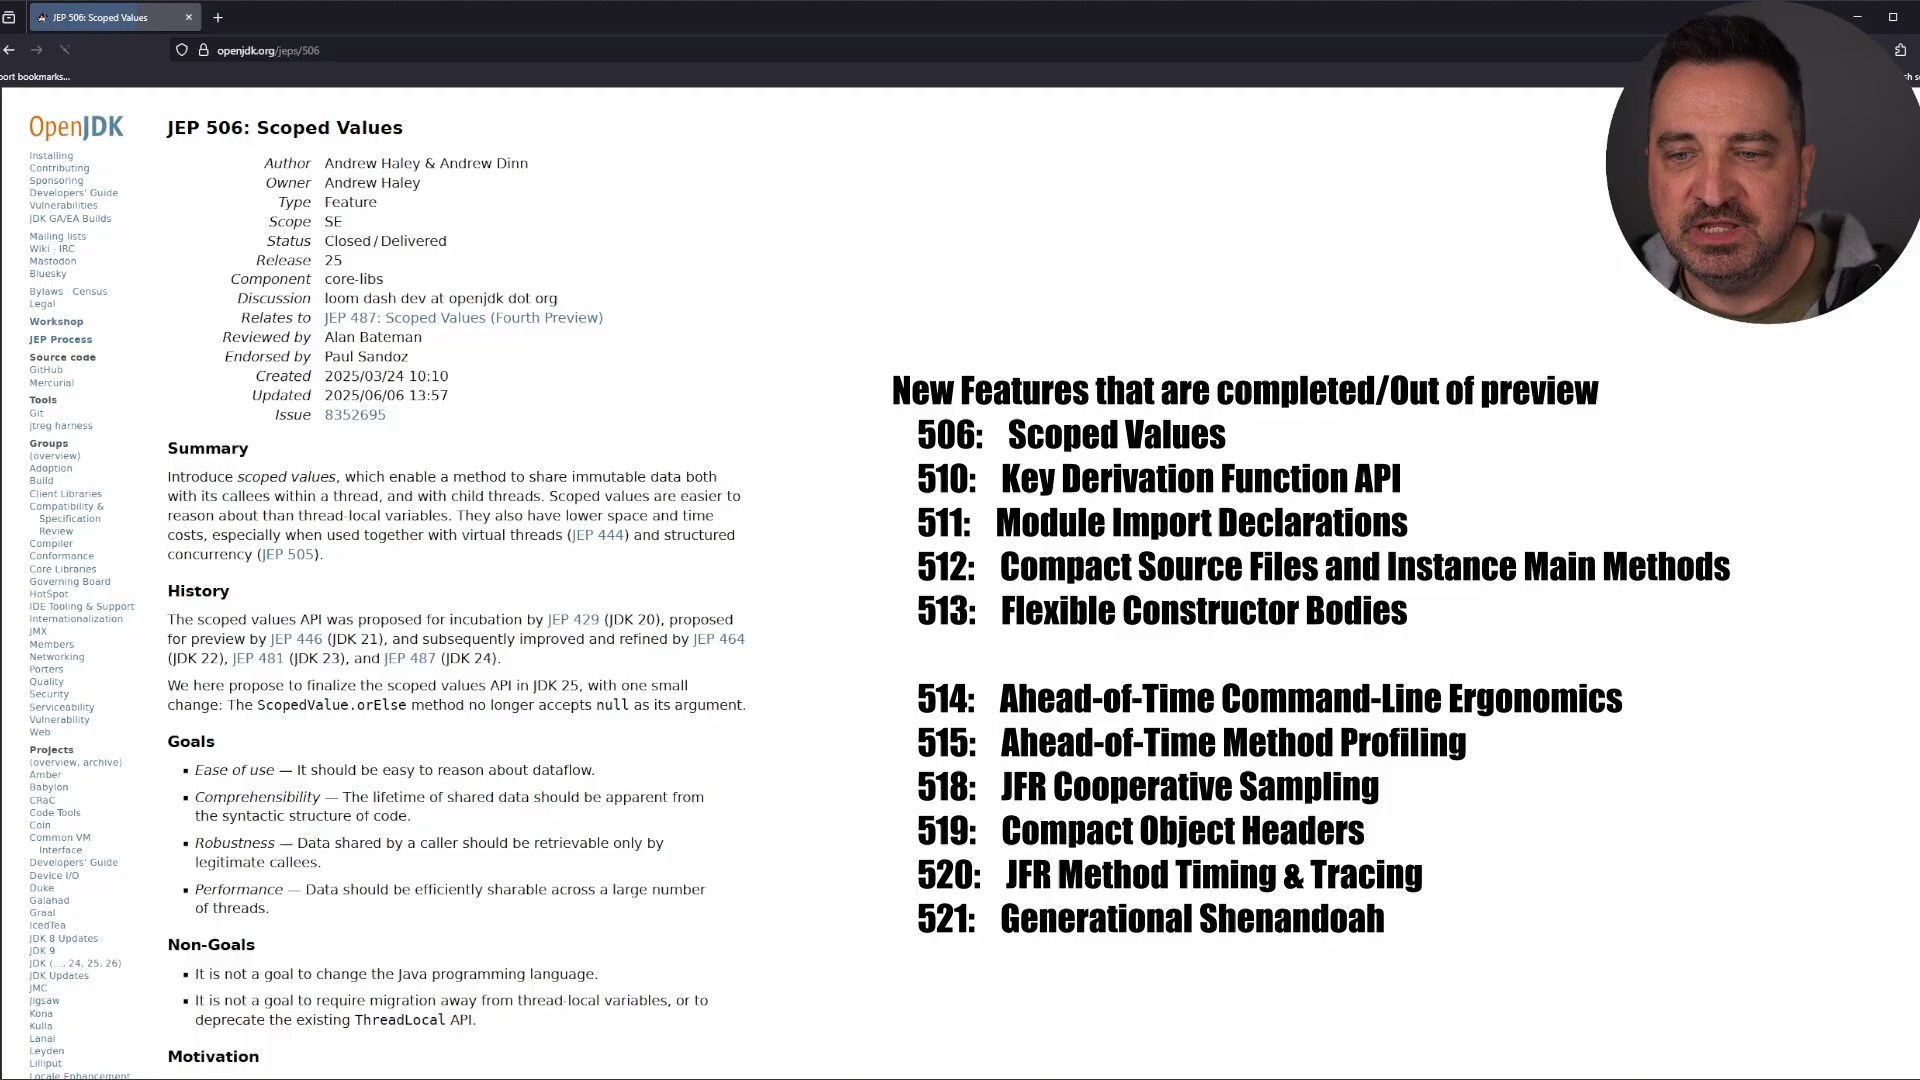 JEP 506: Scoped Values
openjdk.org/jeps/506
port bookmarks...
OpenJDK
Installing
Contributing
Sponsoring
Developers' Guide
Vulnerabilities
JDK GA/EA Builds
Mailing lists
Wiki · IRC
Mastodon
Bluesky
Bylaws · Census
Legal
Workshop
JEP Process
Source code
GitHub
Mercurial
Tools
Git
jtreg harness
Groups
(overview)
Adoption
Build
Client Libraries
Compatibility &
Specification
Review
Compiler
Conformance
Core Libraries
Governing Board
HotSpot
IDE Tooling & Support
Internationalization
JMX
Members
Networking
Porters
Quality
Security
Serviceability
Vulnerability
Web
Projects
(overview, archive)
Amber
Babylon
CRaC
Code Tools
Coin
Common VM
Interface
Developers' Guide
Device I/O
Duke
Galahad
Graal
IcedTea
JDK 8 Updates
JDK 9
JDK (..., 24, 25, 26)
JDK Updates
JMC
Jigsaw
Kona
Kulla
Lanai
Leyden
Lilliput
Locale Enhancement
JEP 506: Scoped Values
Author Andrew Haley & Andrew Dinn
Owner Andrew Haley
Type Feature
Scope SE
Status Closed / Delivered
Release 25
Component core-libs
Discussion loom dash dev at openjdk dot org
Relates to JEP 487: Scoped Values (Fourth Preview)
Reviewed by Alan Bateman
Endorsed by Paul Sandoz
Created 2025/03/24 10:10
Updated 2025/06/06 13:57
Issue 8352695
Summary
Introduce scoped values, which enable a method to share immutable data both
with its callees within a thread, and with child threads. Scoped values are easier to
reason about than thread-local variables. They also have lower space and time
costs, especially when used together with virtual threads (JEP 444) and structured
concurrency (JEP 505).
History
The scoped values API was proposed for incubation by JEP 429 (JDK 20), proposed
for preview by JEP 446 (JDK 21), and subsequently improved and refined by JEP 464
(JDK 22), JEP 481 (JDK 23), and JEP 487 (JDK 24).
We here propose to finalize the scoped values API in JDK 25, with one small
change: The ScopedValue.orElse method no longer accepts null as its argument.
Goals
▪ Ease of use — It should be easy to reason about dataflow.
▪ Comprehensibility — The lifetime of shared data should be apparent from
the syntactic structure of code.
▪ Robustness — Data shared by a caller should be retrievable only by
legitimate callees.
▪ Performance — Data should be efficiently sharable across a large number
of threads.
Non-Goals
▪ It is not a goal to change the Java programming language.
▪ It is not a goal to require migration away from thread-local variables, or to
deprecate the existing ThreadLocal API.
Motivation
New Features that are completed/Out of preview
506: Scoped Values
510: Key Derivation Function API
511: Module Import Declarations
512: Compact Source Files and Instance Main Methods
513: Flexible Constructor Bodies
514: Ahead-of-Time Command-Line Ergonomics
515: Ahead-of-Time Method Profiling
518: JFR Cooperative Sampling
519: Compact Object Headers
520: JFR Method Timing & Tracing
521: Generational Shenandoah